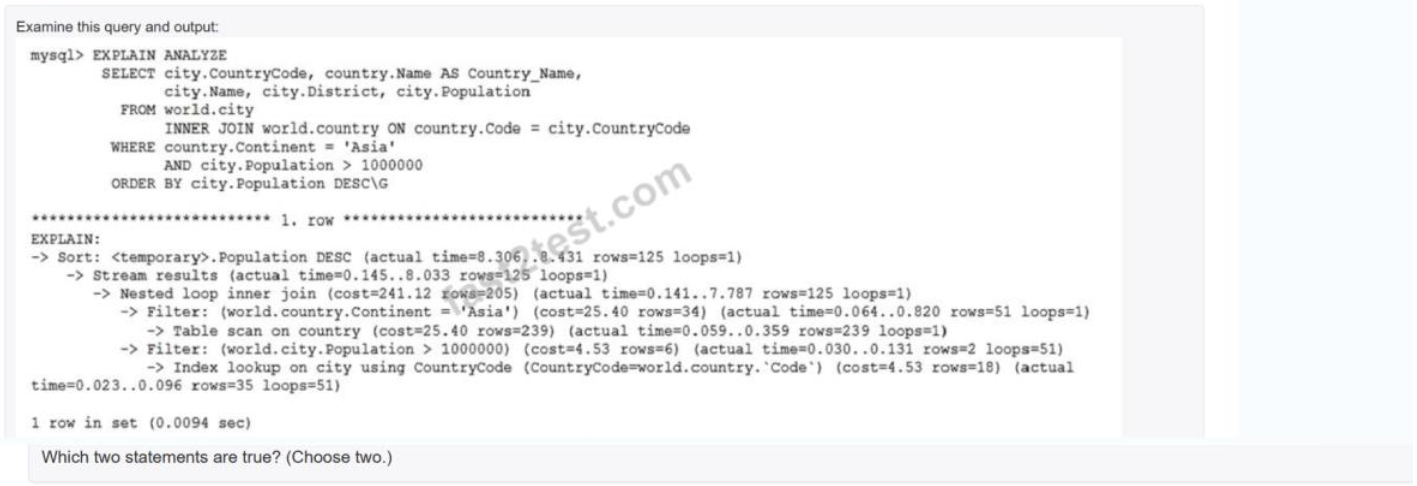 Examine this query and output:
mysql> EXPLAIN ANALYZE
SELECT city.CountryCode, country.Name AS Country_Name,
city.Name, city.District, city.Population
FROM world.city
INNER JOIN world.country ON country.Code = city.CountryCode
WHERE country.Continent = 'Asia'
AND city.Population > 1000000
ORDER BY city.Population DESC\G
*************************** 1. row ***************************
EXPLAIN:
-> Sort: <temporary>.Population DESC (actual time=8.306..8.431 rows=125 loops=1)
-> Stream results (actual time=0.145..8.033 rows=125 loops=1)
-> Nested loop inner join (cost=241.12 rows=205) (actual time=0.141..7.787 rows=125 loops=1)
-> Filter: (world.country.Continent = 'Asia') (cost=25.40 rows=34) (actual time=0.064..0.820 rows=51 loops=1)
-> Table scan on country (cost=25.40 rows=239) (actual time=0.059..0.359 rows=239 loops=1)
-> Filter: (world.city.Population > 1000000) (cost=4.53 rows=6) (actual time=0.030..0.131 rows=2 loops=51)
-> Index lookup on city using CountryCode (CountryCode=world.country.`Code`) (cost=4.53 rows=18) (actual
time=0.023..0.096 rows=35 loops=51)
1 row in set (0.0094 sec)
fast2test.com
Which two statements are true? (Choose two.)